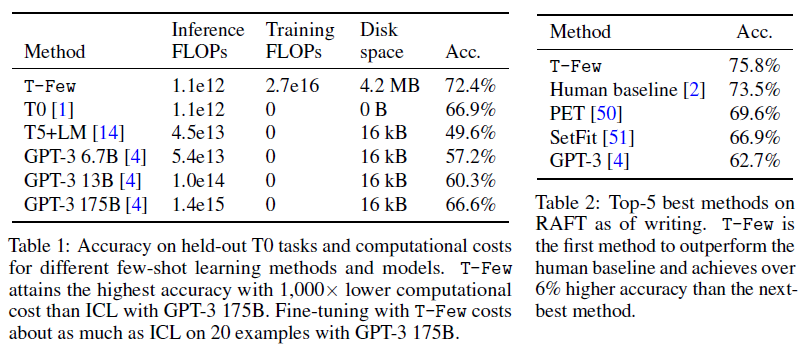 Method Inference FLOPs Training FLOPs Disk space Acc.
T-Few 1.1e12 2.7e16 4.2 MB 72.4%
T0 [1] 1.1e12 0 0 B 66.9%
T5+LM [14] 4.5e13 0 16 kB 49.6%
GPT-3 6.7B [4] 5.4e13 0 16 kB 57.2%
GPT-3 13B [4] 1.0e14 0 16 kB 60.3%
GPT-3 175B [4] 1.4e15 0 16 kB 66.6%
Table 1: Accuracy on held-out T0 tasks and computational costs
for different few-shot learning methods and models. T-Few
attains the highest accuracy with 1,000× lower computational
cost than ICL with GPT-3 175B. Fine-tuning with T-Few costs
about as much as ICL on 20 examples with GPT-3 175B.
Method Acc.
T-Few 75.8%
Human baseline [2] 73.5%
PET [50] 69.6%
SetFit [51] 66.9%
GPT-3 [4] 62.7%
Table 2: Top-5 best methods on
RAFT as of writing. T-Few is
the first method to outperform the
human baseline and achieves over
6% higher accuracy than the next-
best method.